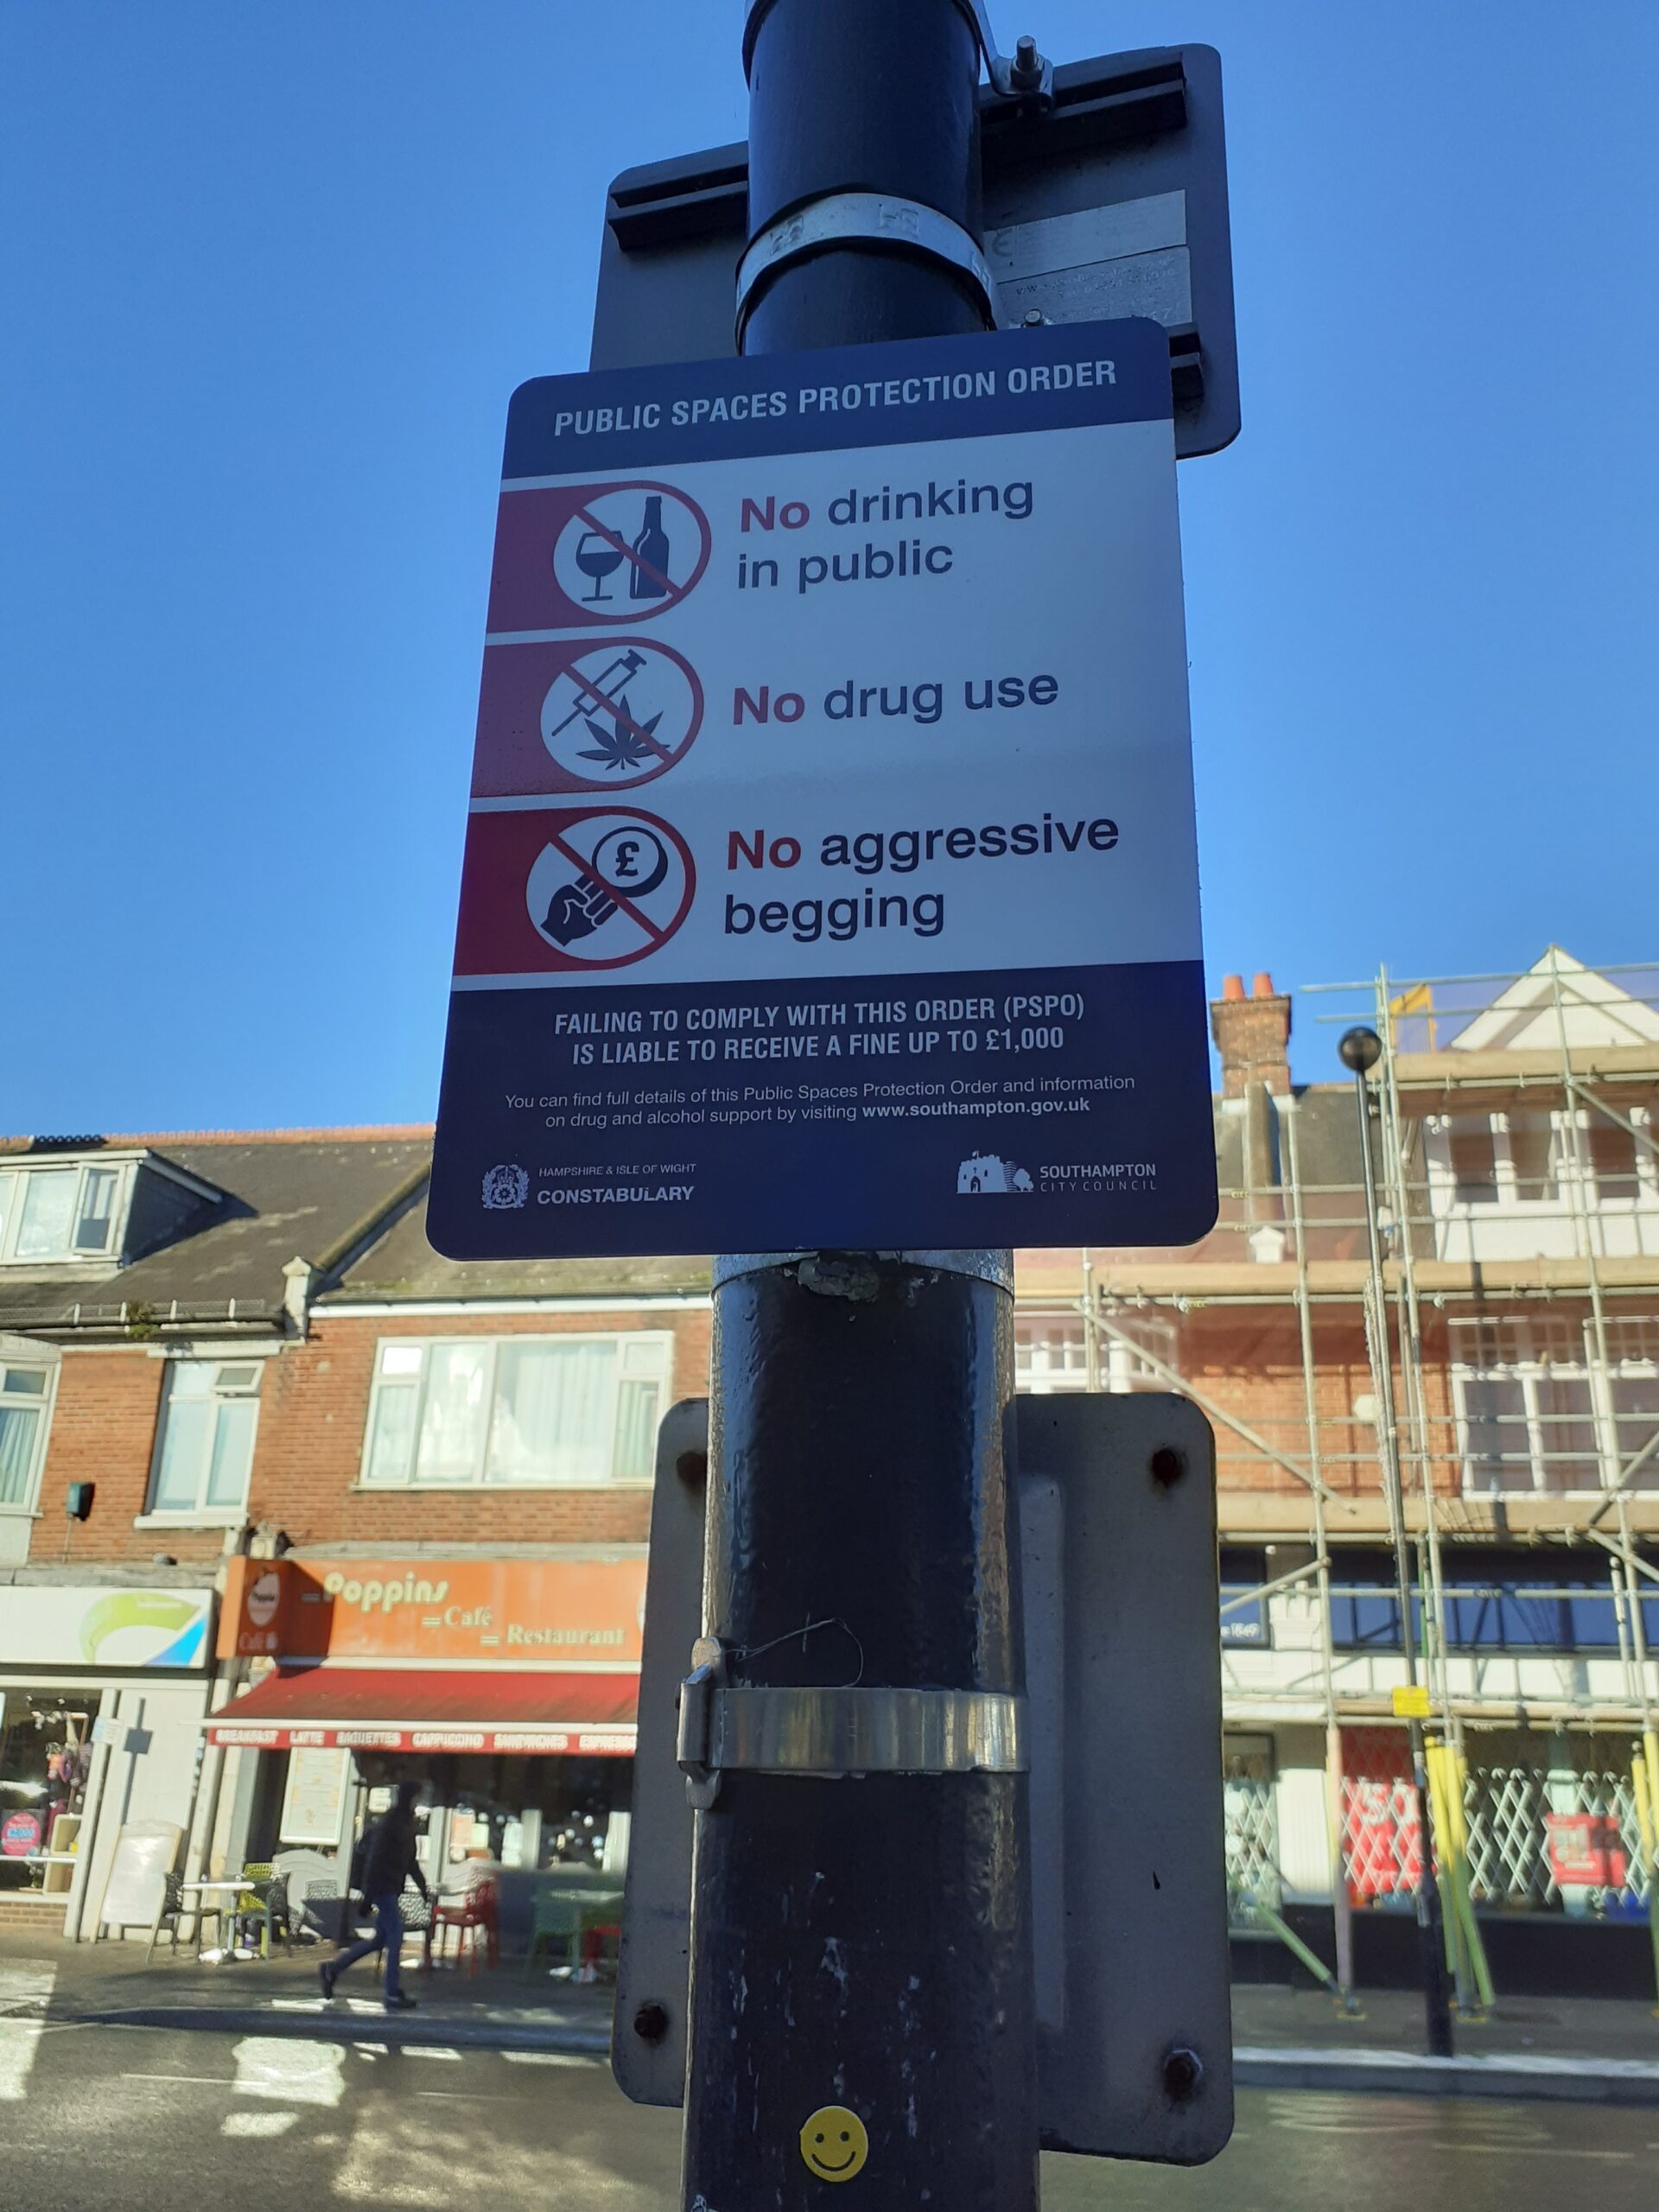 PUBLIC SPACES PROTECTION ORDER
No drinking
in public
No drug use
£
No aggressive
begging
FAILING TO COMPLY WITH THIS ORDER (PSPO)
IS LIABLE TO RECEIVE A FINE UP TO £1,000
You can find full details of this Public Spaces Protection Order and information
on drug and alcohol support by visiting www.southampton.gov.uk
HAMPSHIRE & ISLE OF WIGHT
CONSTABULARY
SOUTHAMPTON
CITY COUNCIL
Poppins
Café
Restaurant
BREAKFAST LATTE BAGUETTES CAPPUCCINO SANDWICHES